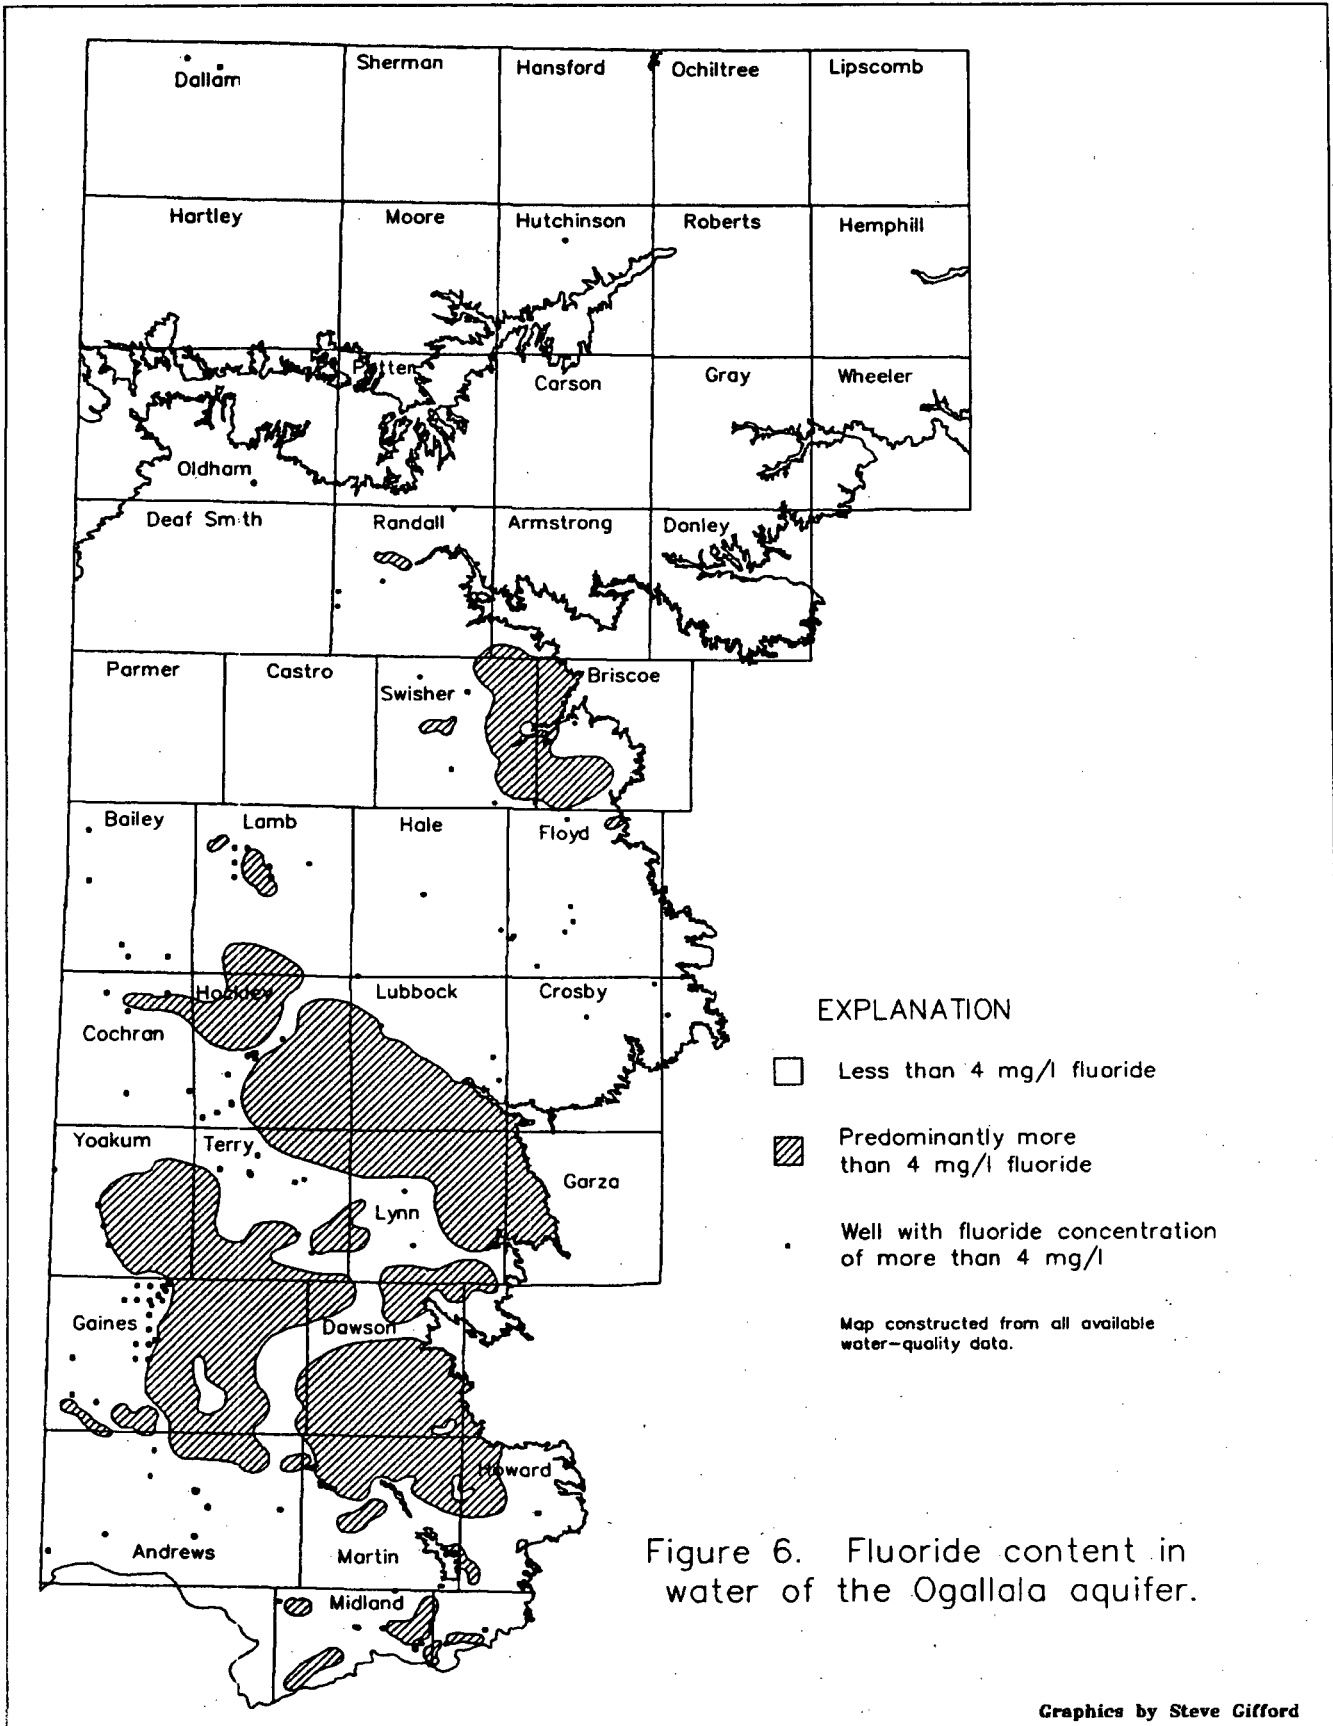 Dallam
Sherman
Hansford
Ochiltree
Lipscomb
Hartley
Moore
Hutchinson
Roberts
Hemphill
Potter
Carson
Gray
Wheeler
Oldham
Deaf Smith
Randall
Armstrong
Donley
Parmer
Castro
Swisher
Briscoe
Bailey
Lamb
Hale
Floyd
Hockley
Lubbock
Crosby
Cochran
EXPLANATION
Less than 4 mg/l fluoride
Predominantly more
than 4 mg/l fluoride
Yoakum
Terry
Garza
Lynn
Well with fluoride concentration
of more than 4 mg/l
Gaines
Dawson
Map constructed from all available
water-quality data.
Howard
Andrews
Martin
Midland
Figure 6. Fluoride content in
water of the Ogallala aquifer.
Graphics by Steve Gifford